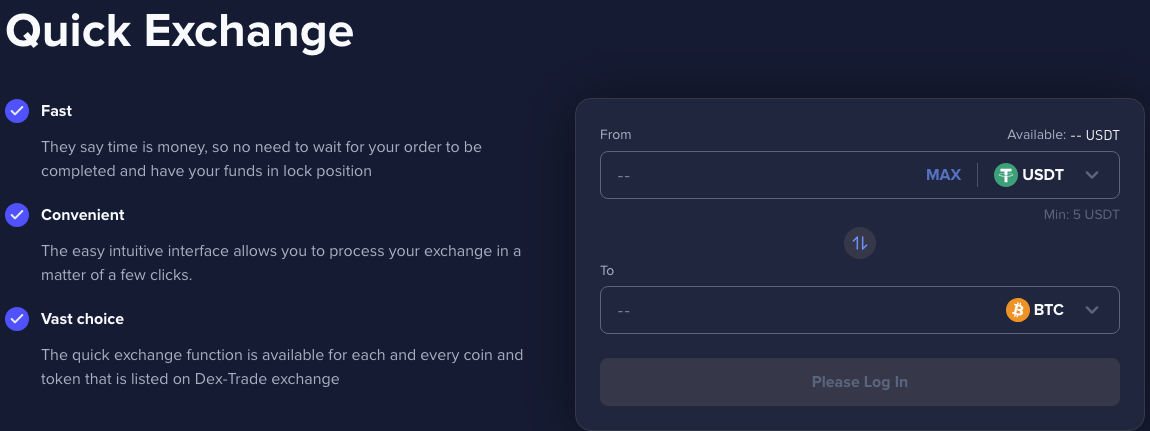 Quick Exchange
Fast
They say time is money, so no need to wait for your order to be
completed and have your funds in lock position
Convenient
The easy intuitive interface allows you to process your exchange in a
matter of a few clicks.
Vast choice
The quick exchange function is available for each and every coin and
token that is listed on Dex-Trade exchange
From Available: -- USDT
-- MAX USDT
Min: 5 USDT
To
-- BTC
Please Log In